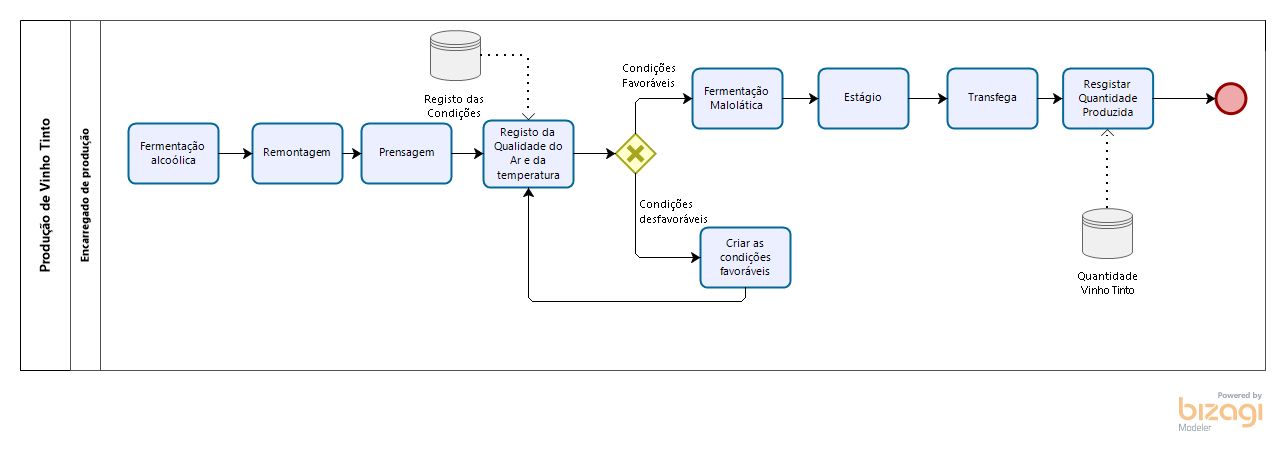 Produção de Vinho Tinto
Encarregado de produção
Fermentação
alcoólica
Remontagem
Prensagem
Registo das
Condições
Registo da
Qualidade do
Ar e da
temperatura
Condições
Favoráveis
Condições
desfavoráveis
Fermentação
Malolática
Estágio
Transfega
Resgistar
Quantidade
Produzida
Criar as
condições
favoráveis
Quantidade
Vinho Tinto
Powered by
bizagi
Modeler